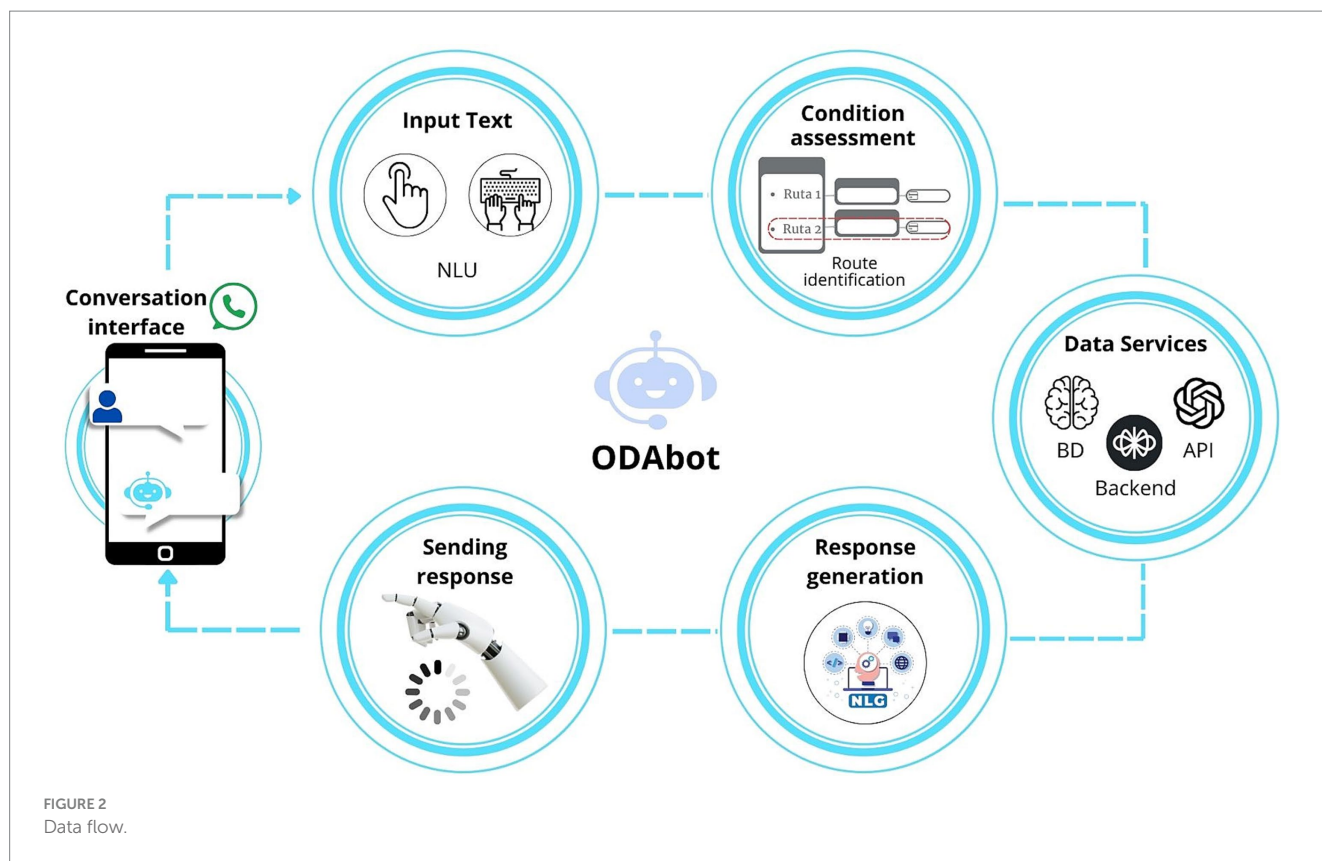 Input Text
NLU
Condition
assessment
Ruta 1
Ruta 2
Route
identification
Conversation
interface
Data Services
BD
API
Backend
ODAbot
Sending
response
Response
generation
</>
NLG
FIGURE 2
Data flow.